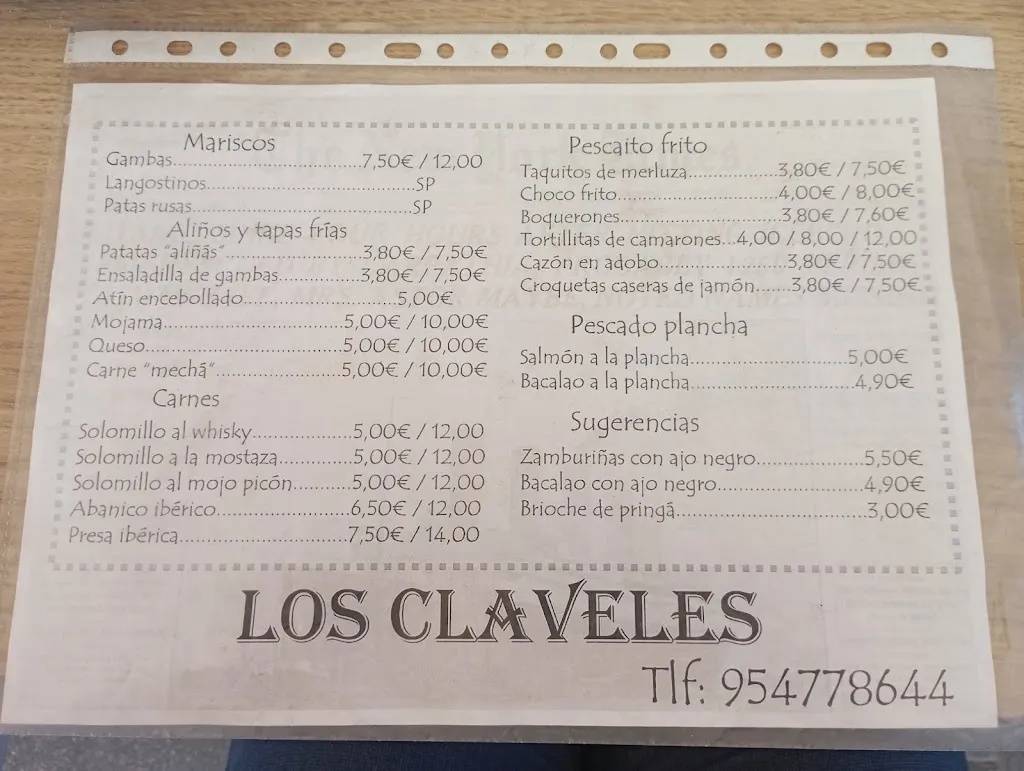 Mariscos
Gambas..............................7,50€ / 12,00
Langostinos.................................SP
Patas rusas...................................SP
Aliños y tapas frías
Patatas "aliñás"......................3,80€ / 7,50€
Ensaladilla de gambas.............3,80€ / 7,50€
Atín encebollado.........................5,00€
Mojama............................5,00€ / 10,00€
Queso...............................5,00€ / 10,00€
Carne "mechá"....................5,00€ / 10,00€
Carnes
Solomillo al whisky................5,00€ / 12,00
Solomillo a la mostaza............5,00€ / 12,00
Solomillo al mojo picón..........5,00€ / 12,00
Abanico ibérico.....................6,50€ / 12,00
Presa ibérica..........................7,50€ / 14,00
Pescaito frito
Taquitos de merluza................3,80€ / 7,50€
Choco frito..........................4,00€ / 8,00€
Boquerones..........................3,80€ / 7,60€
Tortillitas de camarones...4,00 / 8,00 / 12,00
Cazón en adobo.....................3,80€ / 7,50€
Croquetas caseras de jamón......3,80€ / 7,50€
Pescado plancha
Salmón a la plancha.........................5,00€
Bacalao a la plancha..........................4,90€
Sugerencias
Zamburiñas con ajo negro.................5,50€
Bacalao con ajo negro.......................4,90€
Brioche de pringá..............................3,00€
LOS CLAVELES
Tlf: 954778644